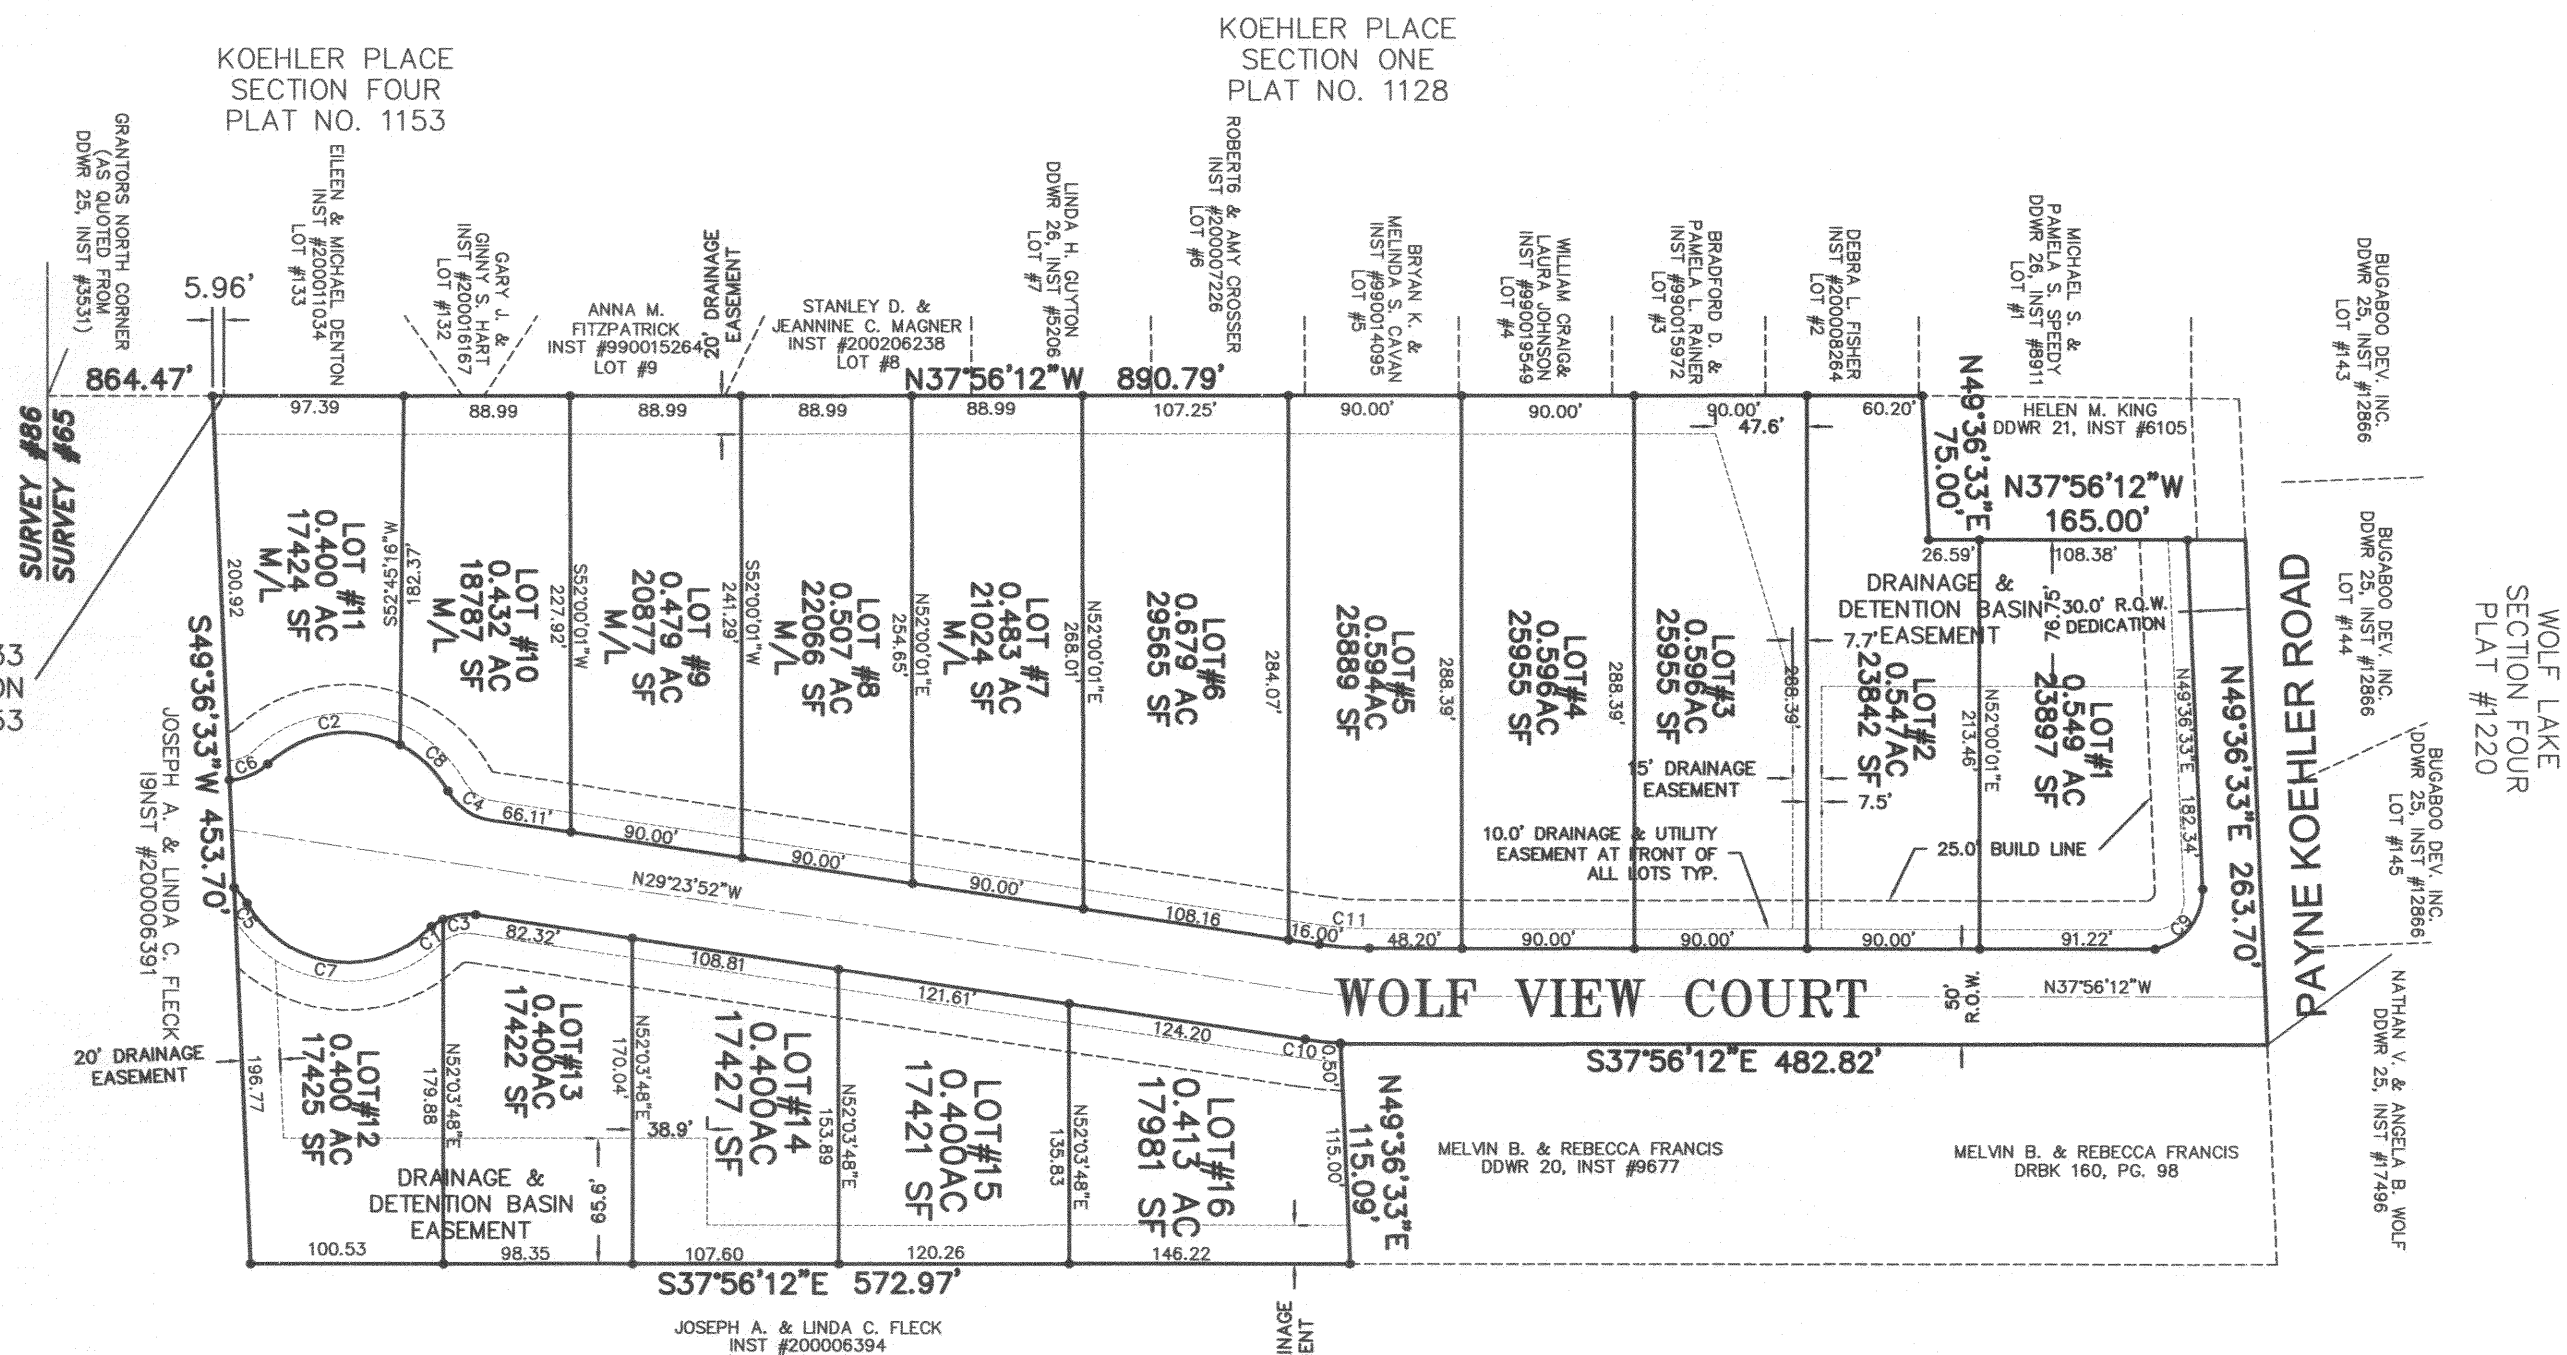 KOEHLER PLACE
SECTION FOUR
PLAT NO. 1153
KOEHLER PLACE
SECTION ONE
PLAT NO. 1128
GRANTORS NORTH CORNER
(AS QUOTED FROM
DDWR 25, INST #3531)
EILEEN & MICHAEL DENTON
INST #200011034
LOT #133
GARY J. &
GINNY S. HART
INST #200016167
LOT #132
ANNA M.
FITZPATRICK
INST #990015264
LOT #9
20' DRAINAGE
EASEMENT
STANLEY D. &
JEANNINE C. MAGNER
INST #200206238
LOT #8
LINDA H. GUYTON
DDWR 26, INST #5206
LOT #7
ROBERT6 & AMY CROSSER
INST #200007226
LOT #6
BRYAN K. &
MELINDA S. CAVAN
INST #990014095
LOT #5
WILLIAM CRAIG&
LAURA JOHNSON
INST #990019549
LOT #4
BRADFORD D. &
PAMELA L. RAINER
INST #990015972
LOT #3
DEBRA L. FISHER
INST #200008264
LOT #2
MICHAEL S. &
PAMELA S. SPEEDY
DDWR 26, INST #8911
LOT #1
BUGABOO DEV. INC.
DDWR 25, INST #12866
LOT #143
BUGABOO DEV. INC.
DDWR 25, INST #12866
LOT #144
BUGABOO DEV. INC.
DDWR 25, INST #12866
LOT #145
WOLF LAKE
SECTION FOUR
PLAT #1220
NATHAN V. & ANGELA B. WOLF
DDWR 25, INST #17496
5.96'
864.47'
SURVEY #86
SURVEY #65
N37°56'12"W 890.79'
97.39
88.99
88.99
88.99
88.99
107.25'
90.00'
90.00'
90.00'
47.6'
60.20'
N49°36'33"E
75.00'
HELEN M. KING
DDWR 21, INST #6105
N37°56'12"W
165.00'
26.59'
108.38'
DRAINAGE &
DETENTION BASIN
EASEMENT
76.75'
30.0' R.O.W.
DEDICATION
7.7'
PAYNE KOEHLER ROAD
N49°36'33"E 263.70'
N49°36'33"E 182.34'
S49°36'33"W 453.70'
200.92
LOT #11
0.400 AC
17424 SF
M/L
S52°45'16"W
182.37'
LOT #10
0.432 AC
18787 SF
M/L
S52°00'01"W
227.92'
LOT #9
0.479 AC
20877 SF
M/L
S52°00'01"W
241.29'
LOT #8
0.507 AC
22066 SF
M/L
N52°00'01"E
254.65'
LOT #7
0.483 AC
21024 SF
M/L
N52°00'01"E
268.01'
LOT#6
0.679 AC
29565 SF
284.07'
LOT#5
0.594AC
25889 SF
288.39'
LOT#4
0.596AC
25955 SF
288.39'
LOT#3
0.596AC
25955 SF
288.39'
LOT#2
0.547AC
23842 SF
N52°00'01"E
213.46'
LOT#1
0.549 AC
23897 SF
15' DRAINAGE
EASEMENT
7.5'
10.0' DRAINAGE & UTILITY
EASEMENT AT FRONT OF
ALL LOTS TYP.
25.0' BUILD LINE
C2
C6
C8
C4
66.11'
90.00'
90.00'
90.00'
108.16
16.00'
C11
48.20'
90.00'
90.00'
90.00'
91.22'
C9
N29°23'52"W
WOLF VIEW COURT
50'
R.O.W.
N37°56'12"W
S37°56'12"E 482.82'
JOSEPH A. & LINDA C. FLECK
I9NST #200006391
C5
C7
C1
C3
82.32'
108.81
121.61'
124.20
C10
0.50'
20' DRAINAGE
EASEMENT
196.77
LOT#12
0.400 AC
17425 SF
N52°03'48"E
179.88
LOT#13
0.400AC
17422 SF
N52°03'48"E
170.04'
LOT#14
0.400AC
17427 SF
N52°03'48"E
153.89
LOT#15
0.400AC
17421 SF
N52°03'48"E
135.83
LOT#16
0.413 AC
17981 SF
115.00'
N49°36'33"E
115.09'
38.9'
65.6'
DRAINAGE &
DETENTION BASIN
EASEMENT
MELVIN B. & REBECCA FRANCIS
DDWR 20, INST #9677
MELVIN B. & REBECCA FRANCIS
DRBK 160, PG. 98
100.53
98.35
107.60
120.26
146.22
S37°56'12"E 572.97'
JOSEPH A. & LINDA C. FLECK
INST #200006394
INAGE
ENT
33
ON
53